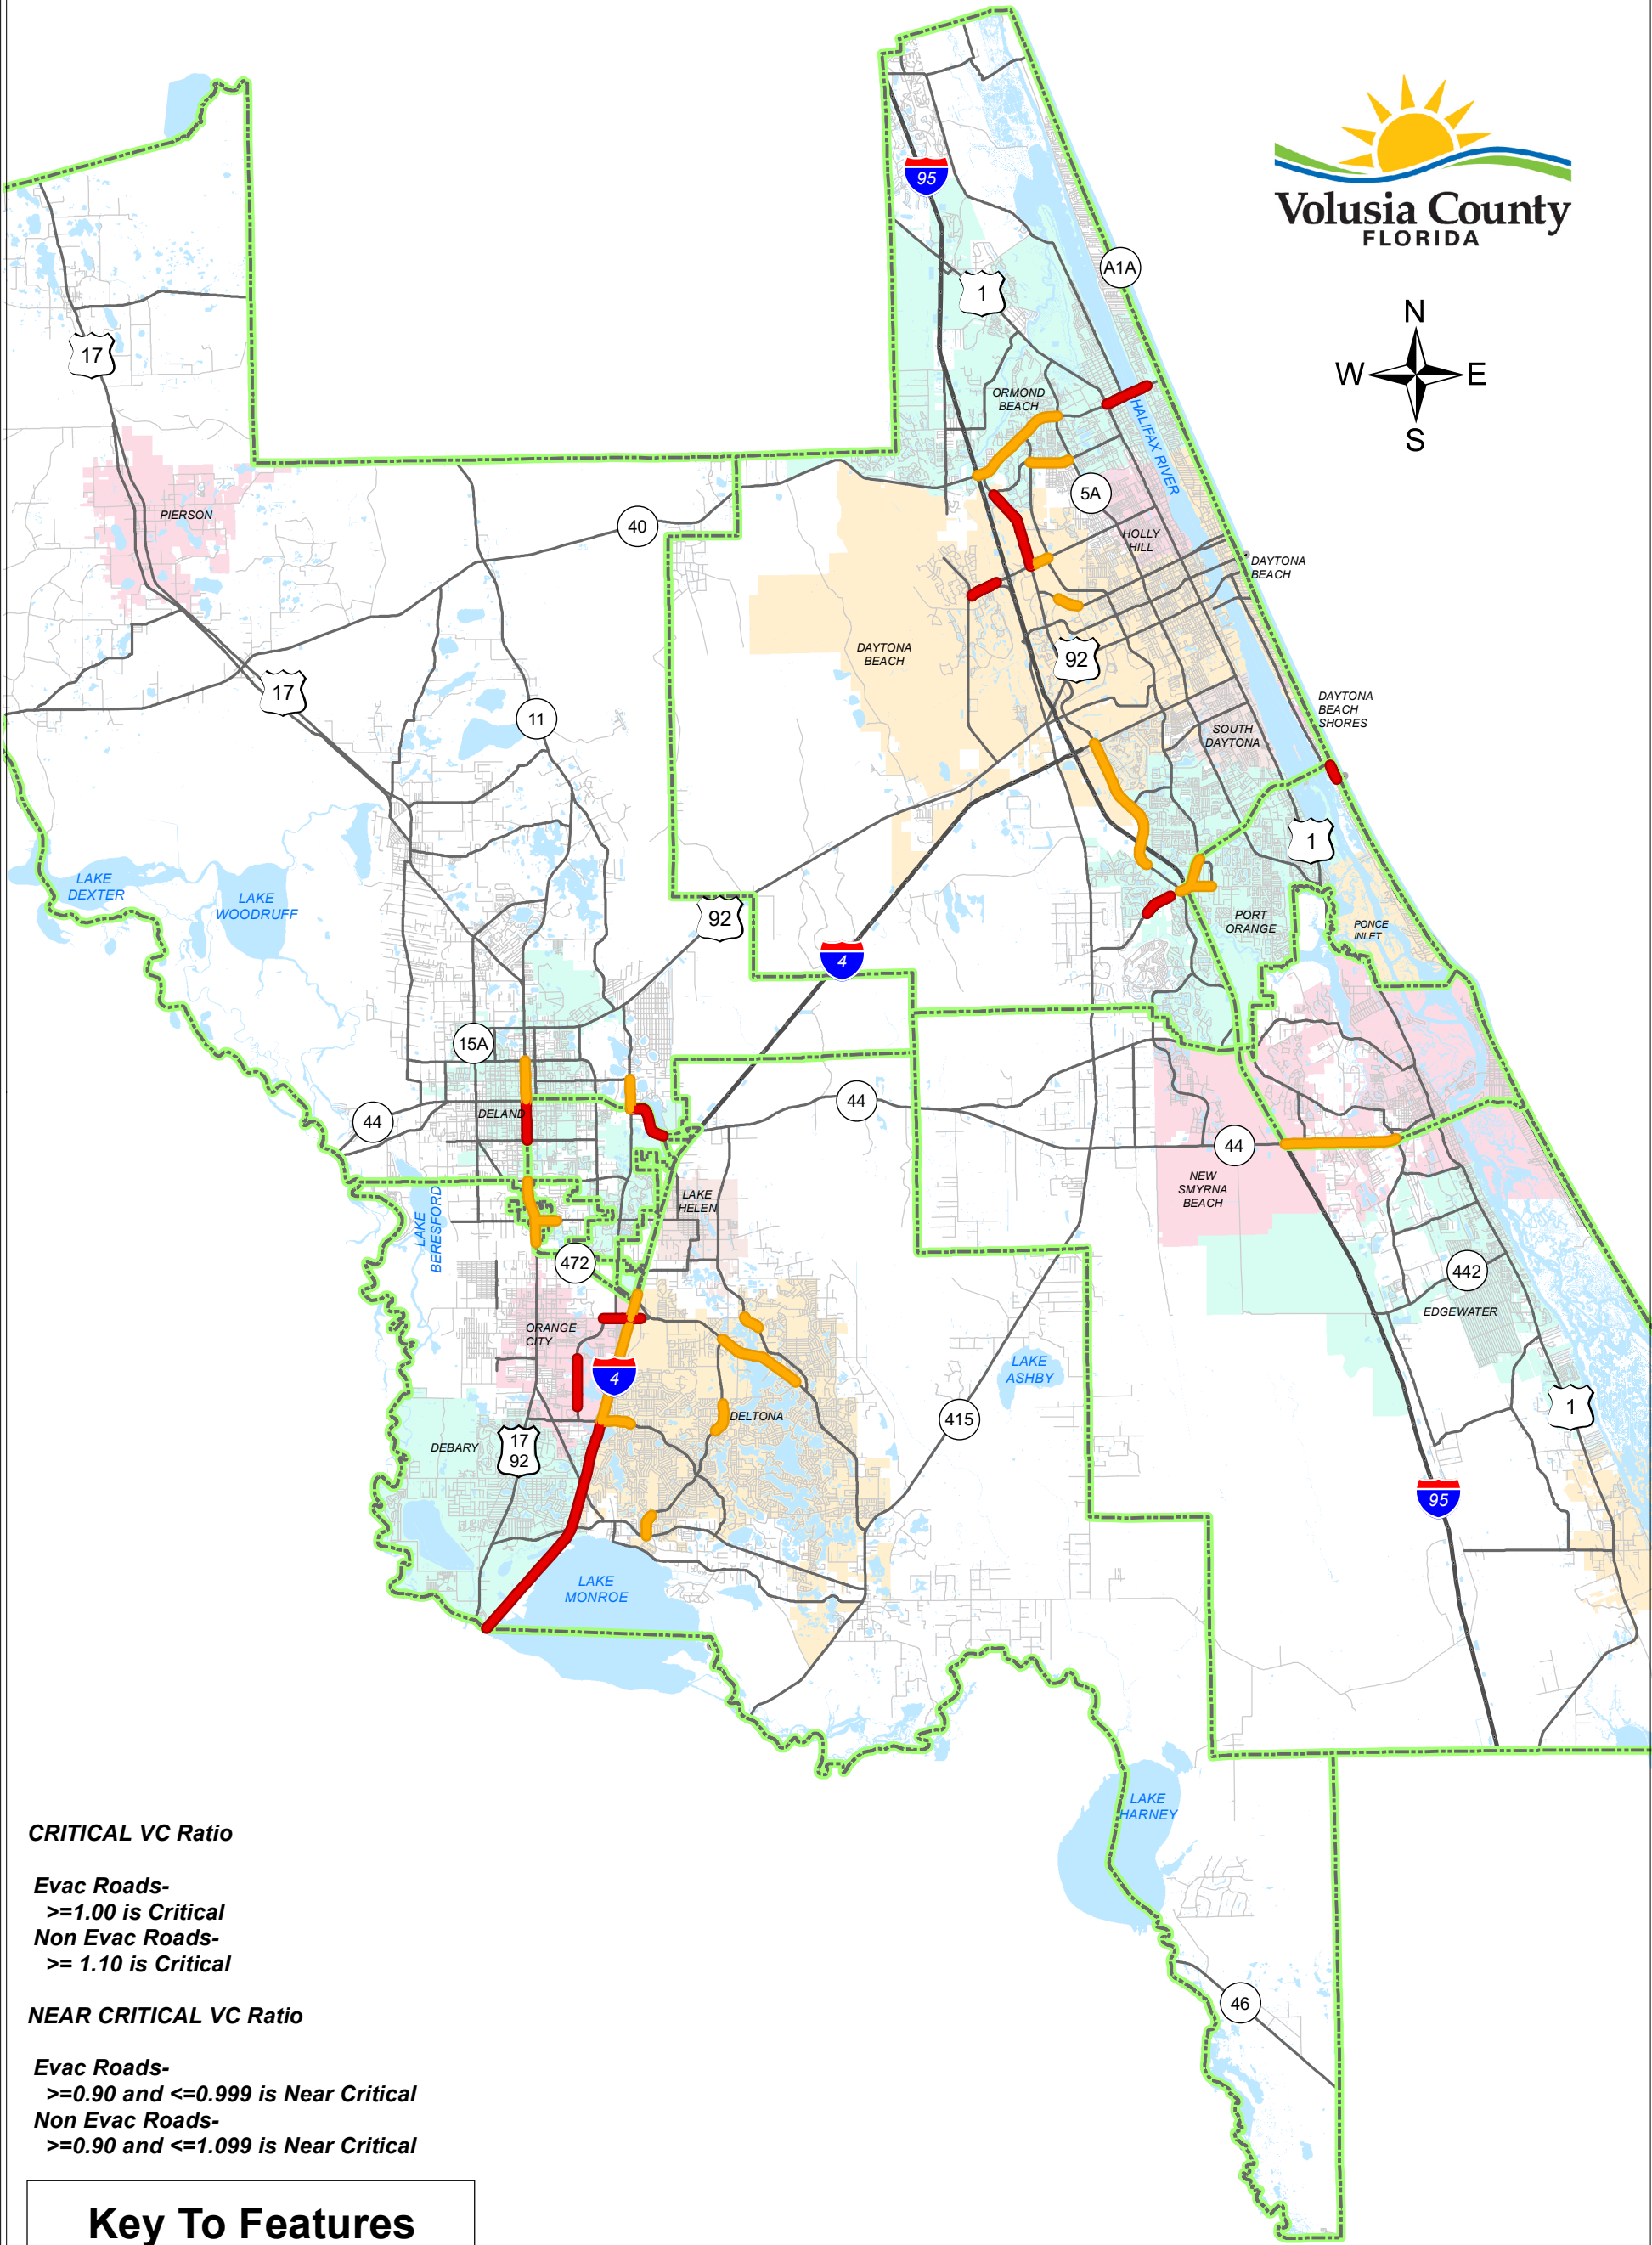 95
Volusia County
FLORIDA
A1A
1
N
W E
S
17
ORMOND
BEACH
HALIFAX RIVER
5A
PIERSON
40
HOLLY
HILL
DAYTONA
BEACH
DAYTONA
BEACH
92
17
11
DAYTONA
BEACH
SHORES
SOUTH
DAYTONA
1
LAKE
DEXTER
LAKE
WOODRUFF
92
PORT
ORANGE
PONCE
INLET
4
15A
44
DELAND
44
44
LAKE
BERESFORD
LAKE
HELEN
NEW
SMYRNA
BEACH
472
442
EDGEWATER
ORANGE
CITY
4
LAKE
ASHBY
1
DELTONA
415
DEBARY
17
92
95
LAKE
MONROE
LAKE
HARNEY
CRITICAL VC Ratio
Evac Roads-
>=1.00 is Critical
Non Evac Roads-
>= 1.10 is Critical
46
NEAR CRITICAL VC Ratio
Evac Roads-
>=0.90 and <=0.999 is Near Critical
Non Evac Roads-
>=0.90 and <=1.099 is Near Critical
Key To Features